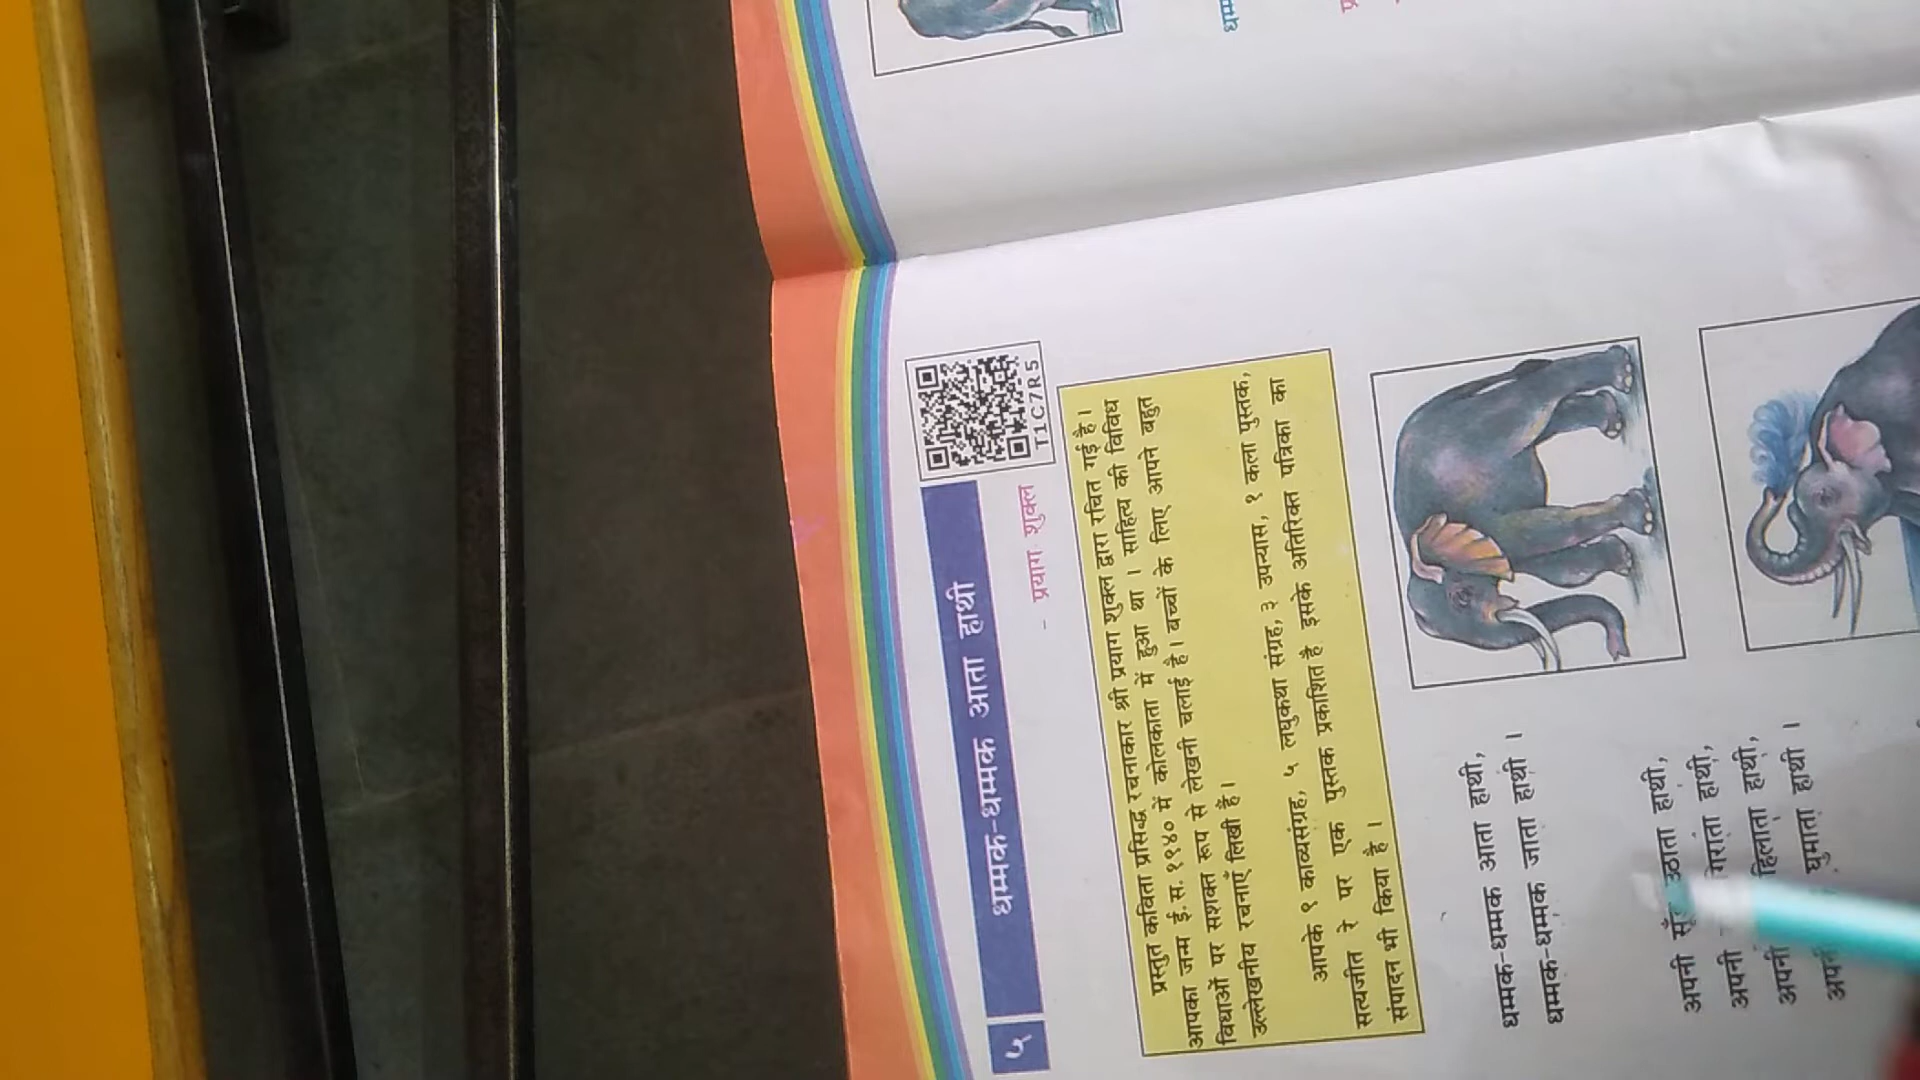 ५ धम्मक-धम्मक आता हाथी
- प्रयाग शुक्ल
T1C7R5
प्रस्तुत कविता प्रसिद्ध रचनाकार श्री प्रयाग शुक्ल द्वारा रचित गई है।
आपका जन्म ई.स. १९४० में कोलकाता में हुआ था । साहित्य की विविध
विधाओं पर सशक्त रूप से लेखनी चलाई है। बच्चों के लिए आपने बहुत
उल्लेखनीय रचनाएँ लिखी हैं।
आपके ९ काव्यसंग्रह, ५ लघुकथा संग्रह, ३ उपन्यास, १ कला पुस्तक,
सत्यजीत रे पर एक पुस्तक प्रकाशित है इसके अतिरिक्त पत्रिका का
संपादन भी किया है।
धम्मक-धम्मक आता हाथी,
धम्मक-धम्मक जाता हाथी ।
अपनी उठाता हाथी,
अपनी हाथी,
अपनी हिलाता हाथी,
घुमाता हाथी ।